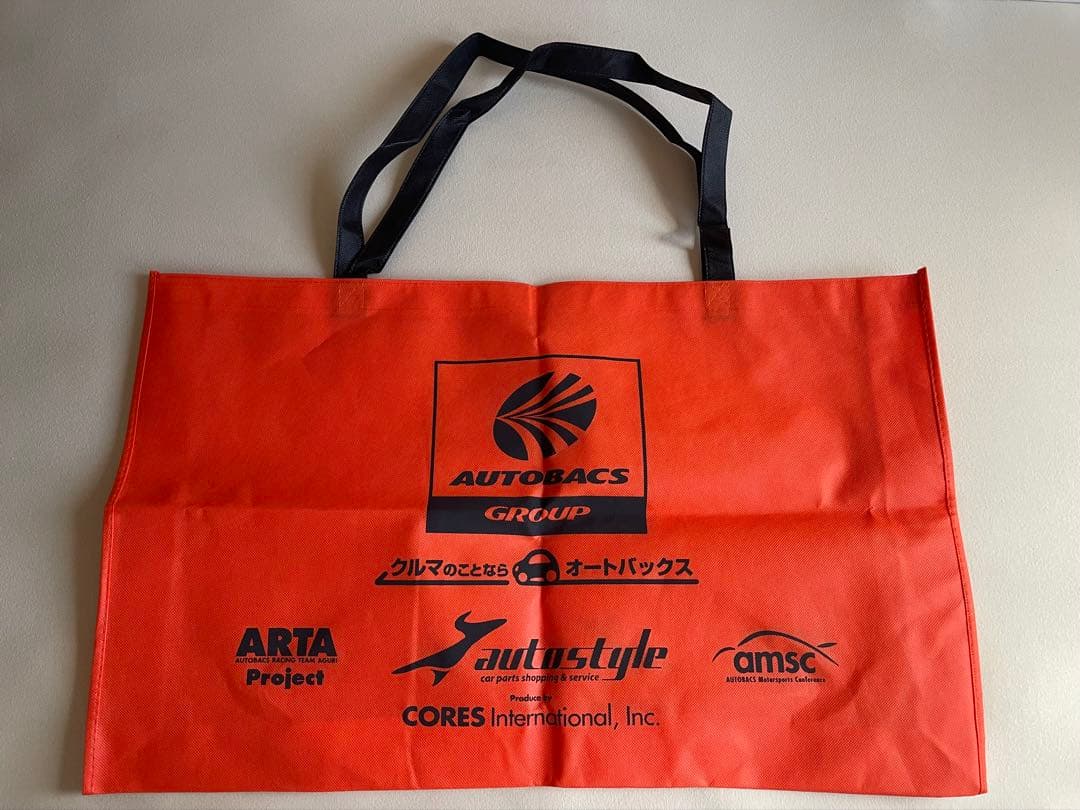 AUTOBACS
GROUP
クルマのことなら オートバックス
ARTA
AUTOBACS RACING TEAM AGURI
Project
autostyle
car parts shopping & service
amsc
AUTOBACS Motorsports Conference
Produce by
CORES International, Inc.